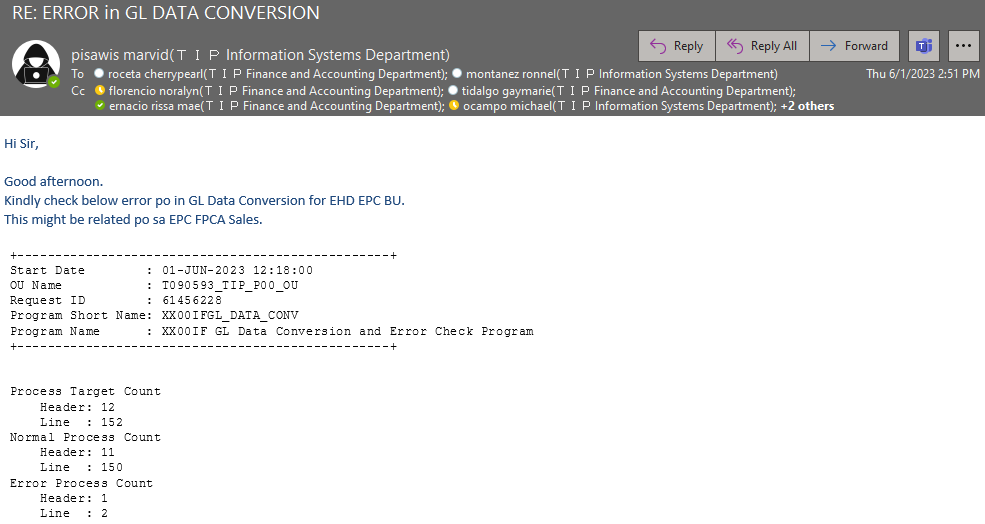 RE: ERROR in GL DATA CONVERSION
pisawis marvid(T I P Information Systems Department)
Reply
Reply All
Forward
To roceta cherrypearl(T I P Finance and Accounting Department); montanez ronnel(T I P Information Systems Department)
Thu 6/1/2023 2:51 PM
Cc florencio noralyn(T I P Finance and Accounting Department); tidalgo gaymarie(T I P Finance and Accounting Department);
ernacio rissa mae(T I P Finance and Accounting Department); ocampo michael(T I P Information Systems Department); +2 others
Hi Sir,
Good afternoon.
Kindly check below error po in GL Data Conversion for EHD EPC BU.
This might be related po sa EPC FPCA Sales.
+--------------------------------------------------+
Start Date : 01-JUN-2023 12:18:00
OU Name : T090593_TIP_P00_OU
Request ID : 61456228
Program Short Name: XX00IFGL_DATA_CONV
Program Name : XX00IF GL Data Conversion and Error Check Program
+--------------------------------------------------+
Process Target Count
Header: 12
Line : 152
Normal Process Count
Header: 11
Line : 150
Error Process Count
Header: 1
Line : 2